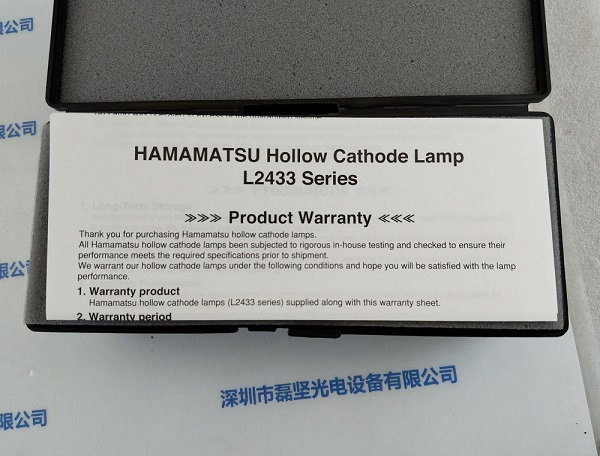 限公司
HAMAMATSU Hollow Cathode Lamp
L2433 Series
>>> Product Warranty <<<
Thank you for purchasing Hamamatsu hollow cathode lamps.
All Hamamatsu hollow cathode lamps been subjected to rigorous in-house testing and checked to ensure their
performance meets the required specifications prior to shipment.
We warrant our hollow cathode lamps under the following conditions and hope you will be satisfied with the lamp
performance.
1. Warranty product
Hamamatsu hollow cathode lamps (L2433 series) supplied along with this warranty sheet.
2. Warranty period
公司
限公司
深圳市磊坚光电设备有限公司
有限公司